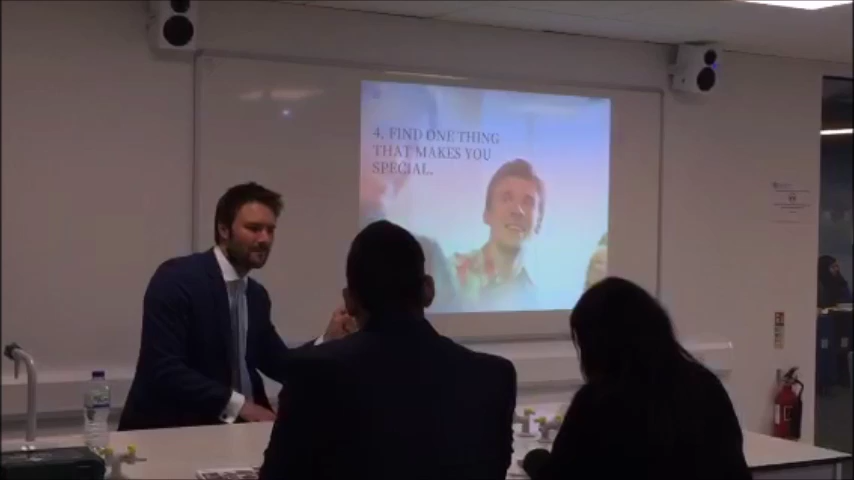 4. FIND ONE THING
THAT MAKES YOU
SPECIAL.